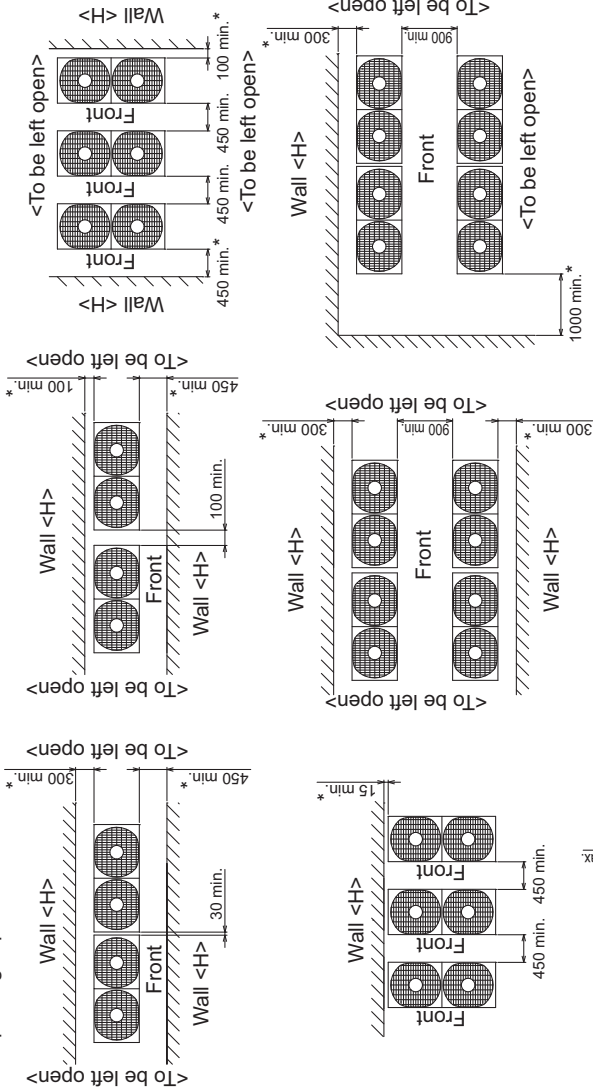 Wall <H>
<To be left open>
<To be left open>
300 min.*
450 min.*
30 min.
Front
Wall <H>
Wall <H>
<To be left open>
<To be left open>
100 min.*
450 min.*
100 min.
Front
Wall <H>
<To be left open>
Wall <H>
Wall <H>
Front
Front
Front
450 min.*
450 min.
450 min.
100 min.*
<To be left open>
Wall <H>
15 min.*
Front
Front
Front
450 min.
450 min.
Wall <H>
<To be left open>
<To be left open>
300 min.*
900 min.
300 min.*
Front
Wall <H>
<To be left open>
300 min.*
900 min.
Wall <H>
Front
<To be left open>
1000 min.*